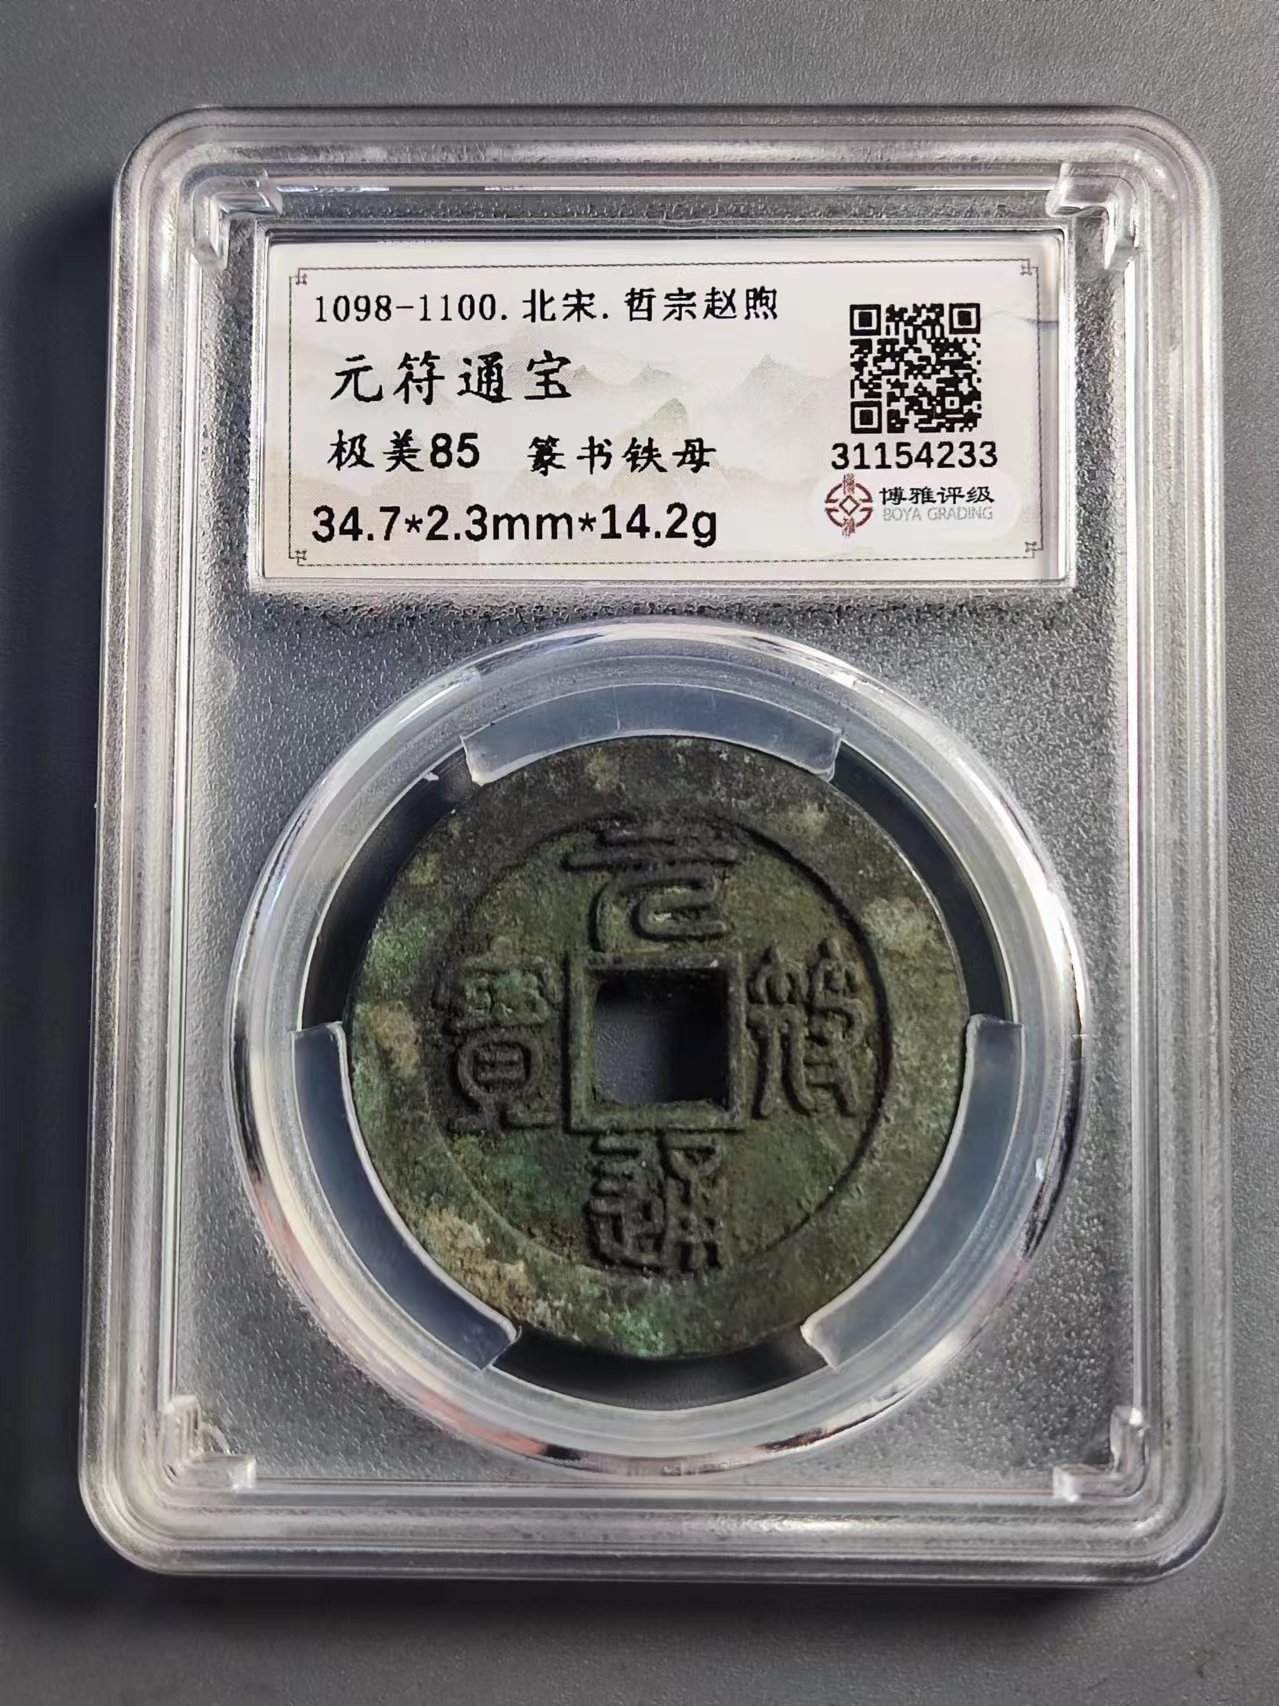 1098-1100.北宋.哲宗赵煦
元符通宝
极美85 篆书铁母
34.7*2.3mm*14.2g
31154233
博雅评级
BOYA GRADING
元
符
通
寶